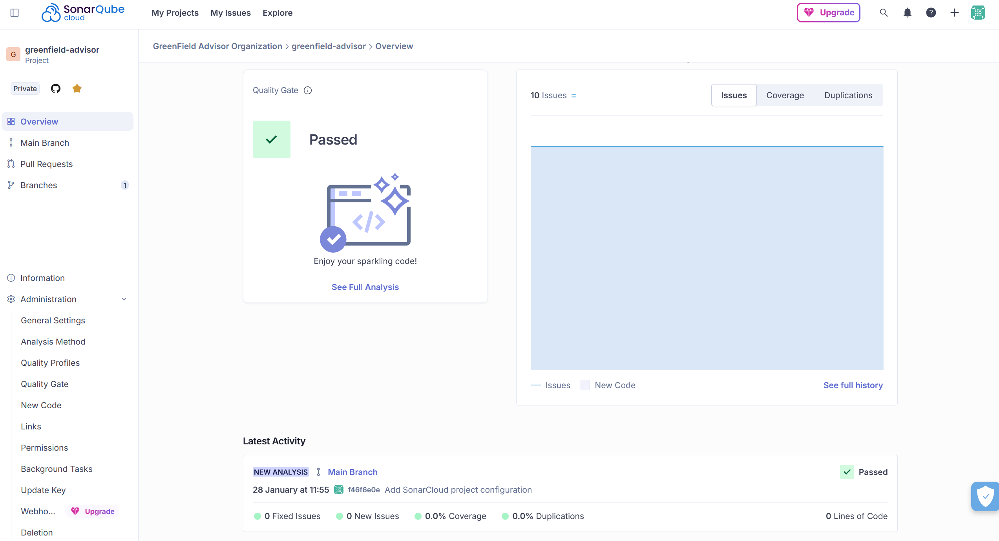 SonarQube cloud
My Projects My Issues Explore
Upgrade
greenfield-advisor
Project
G
Private
Overview
Main Branch
Pull Requests
Branches 1
Information
Administration
General Settings
Analysis Method
Quality Profiles
Quality Gate
New Code
Links
Permissions
Background Tasks
Update Key
Webho... Upgrade
Deletion
GreenField Advisor Organization > greenfield-advisor > Overview
Quality Gate
Passed
Enjoy your sparkling code!
See Full Analysis
10 Issues =
Issues Coverage Duplications
Issues New Code
See full history
Latest Activity
NEW ANALYSIS Main Branch
Passed
28 January at 11:55 f46f6e0e Add SonarCloud project configuration
0 Fixed Issues 0 New Issues 0.0% Coverage 0.0% Duplications
0 Lines of Code